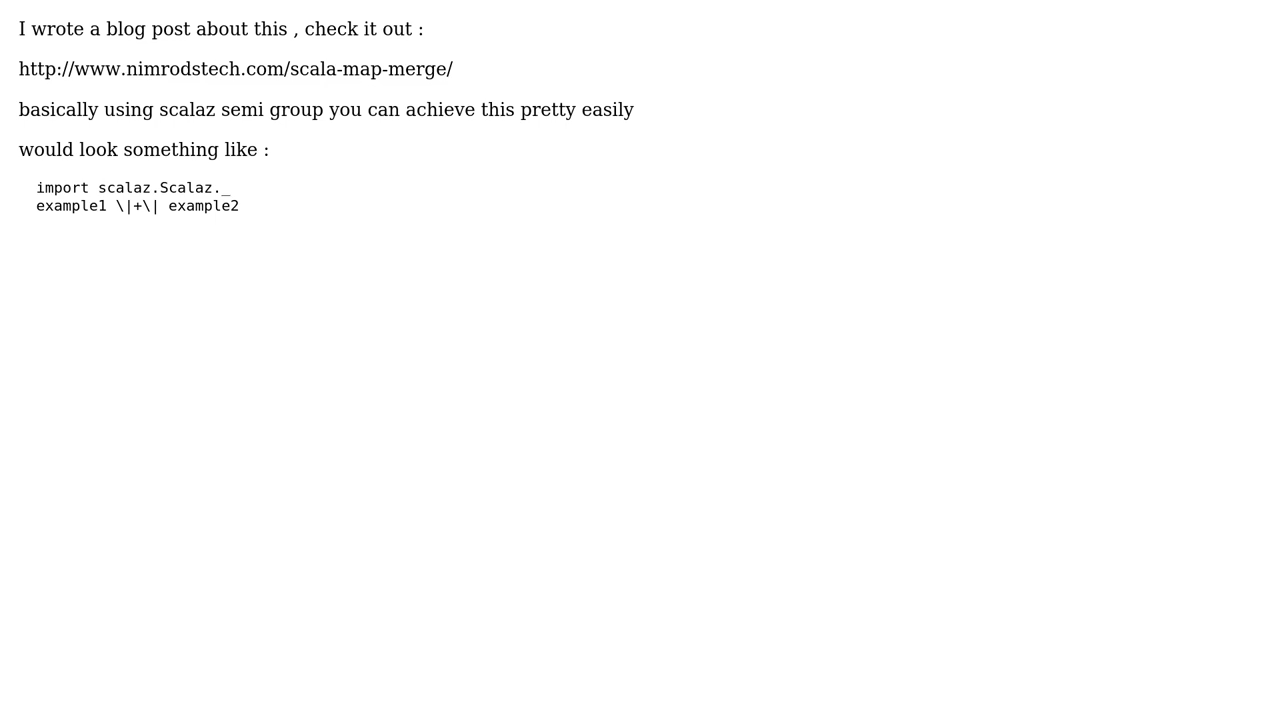 I wrote a blog post about this , check it out :
http://www.nimrodstech.com/scala-map-merge/
basically using scalaz semi group you can achieve this pretty easily
would look something like :
import scalaz.Scalaz._
example1 \|+\| example2